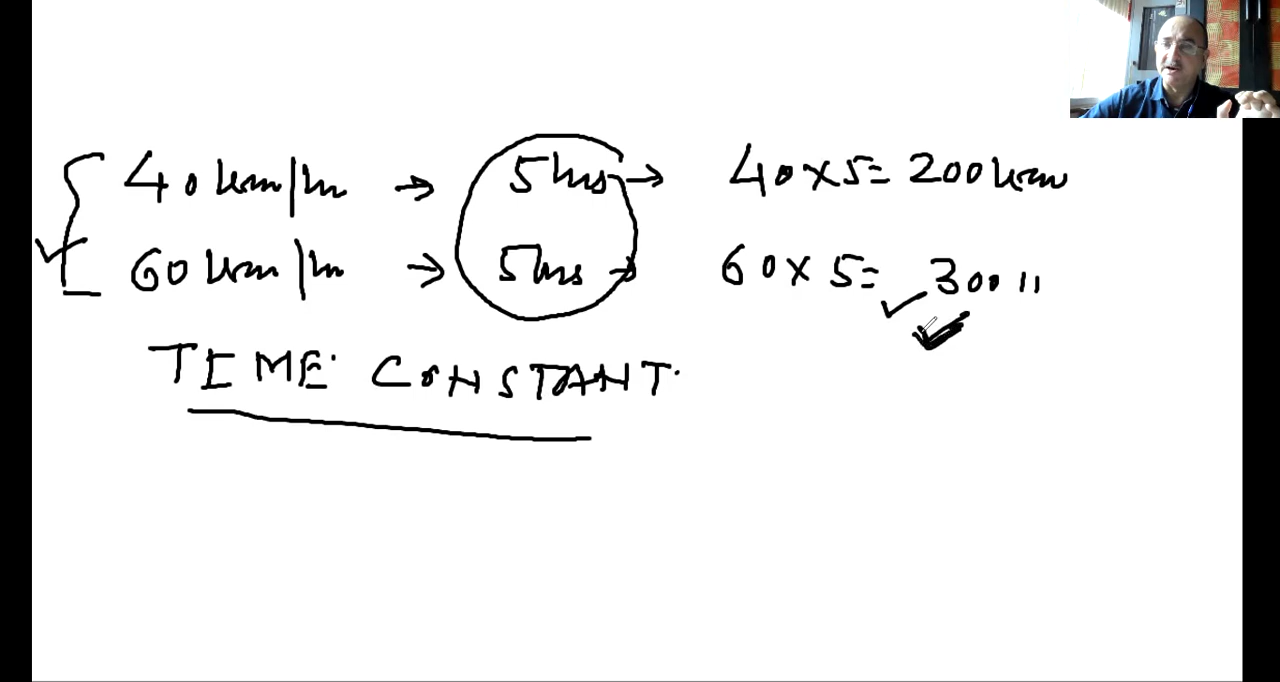 40 km/hr → 5 hrs → 40 x 5 = 200 km
60 km/hr → 5 hrs → 60 x 5 = 300 "
TIME CONSTANT.